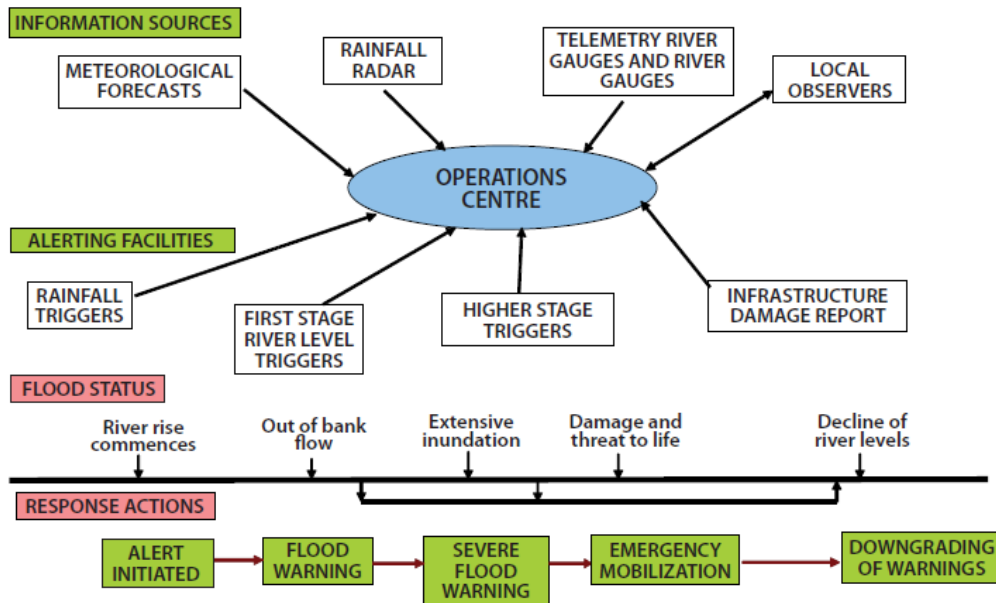 INFORMATION SOURCES
METEOROLOGICAL
FORECASTS
RAINFALL
RADAR
TELEMETRY RIVER
GAUGES AND RIVER
GAUGES
LOCAL
OBSERVERS
OPERATIONS
CENTRE
ALERTING FACILITIES
RAINFALL
TRIGGERS
FIRST STAGE
RIVER LEVEL
TRIGGERS
HIGHER STAGE
TRIGGERS
INFRASTRUCTURE
DAMAGE REPORT
FLOOD STATUS
River rise
commences
Out of bank
flow
Extensive
inundation
Damage and
threat to life
Decline of
river levels
RESPONSE ACTIONS
ALERT
INITIATED
FLOOD
WARNING
SEVERE
FLOOD
WARNING
EMERGENCY
MOBILIZATION
DOWNGRADING
OF WARNINGS